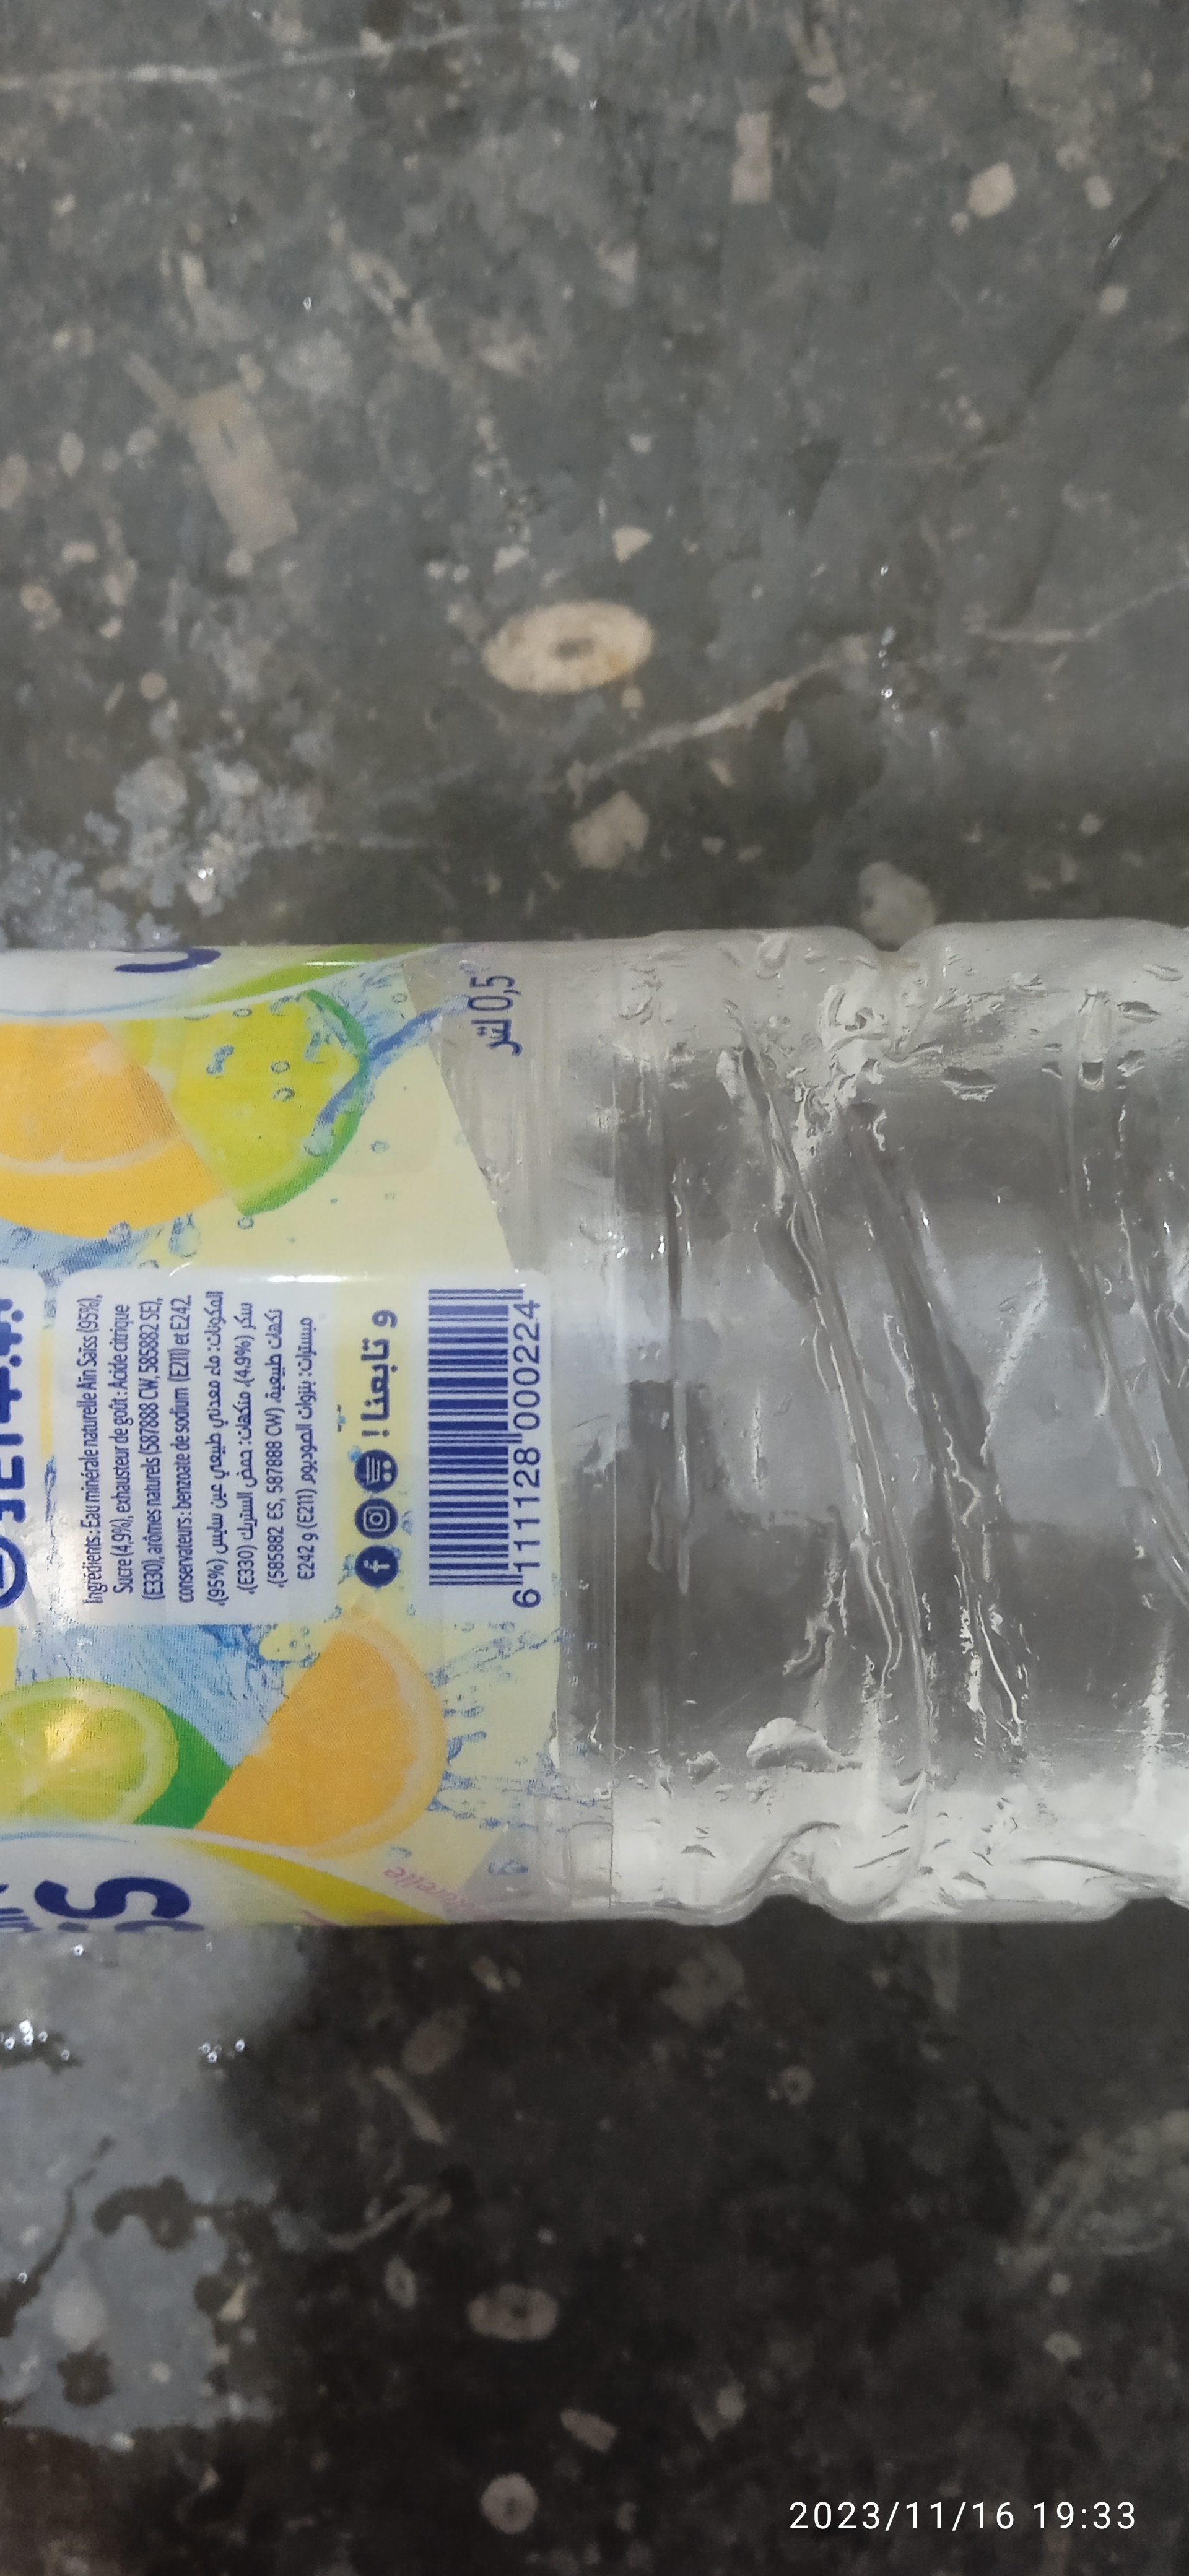 Ingrédients: Eau minérale naturelle Aïn Saïss (95%),
Sucre (4,9%), exhausteur de goût : Acide citrique
(E330), arômes naturels (587888 CW, 585882 SE),
conservateurs : benzoate de sodium (E211) et E242.
المكونات: ماء معدني طبيعي عين سايس (95%)،
سكر (4.9%)، منكهات: حمض الستريك (E330)،
نكهات طبيعية، (585882 ES, 587888 CW)،
مبسترات: بنزوات الصوديوم (E211) و E242
و تابعنا !
6 111128 000224
0,5 لتر
2023/11/16 19:33